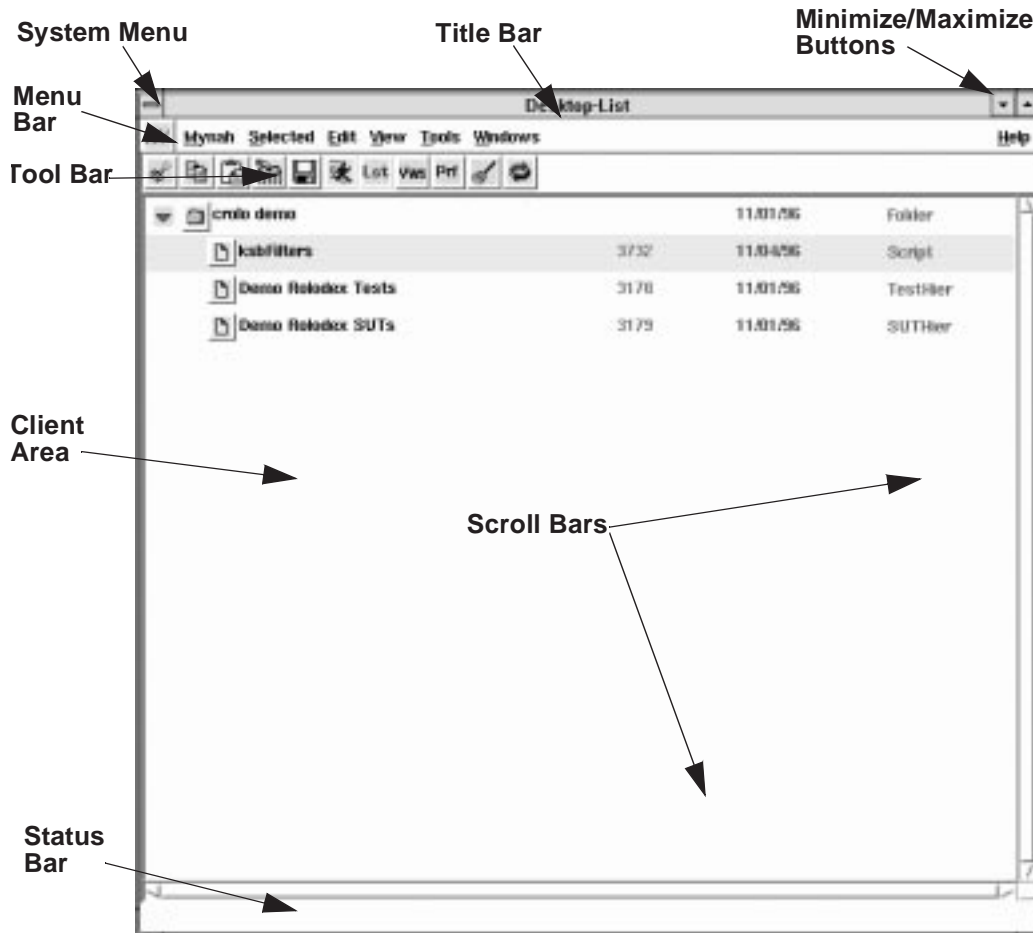 System Menu
Title Bar
Minimize/Maximize
Buttons
Menu
Bar
Desktop-List
Mynah Selected Edit View Tools Windows Help
Tool Bar
Lst Vws Prf
crolo demo 11/01/96 Folder
ksbfilters 3732 11/04/96 Script
Demo Rolodex Tests 3178 11/01/96 TestHier
Demo Rolodex SUTs 3179 11/01/96 SUTHier
Client
Area
Scroll Bars
Status
Bar